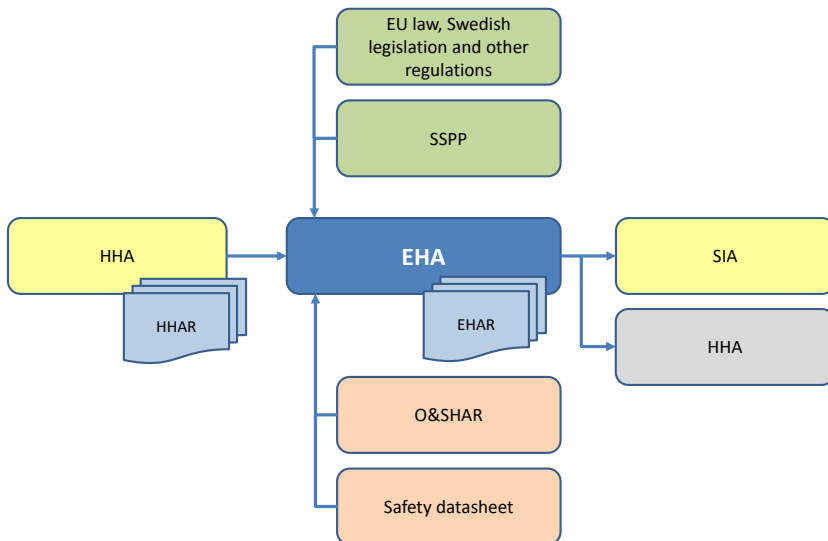 EU law, Swedish
legislation and other
regulations
SSPP
HHA
EHA
SIA
HHAR
EHAR
HHA
O&SHAR
Safety datasheet